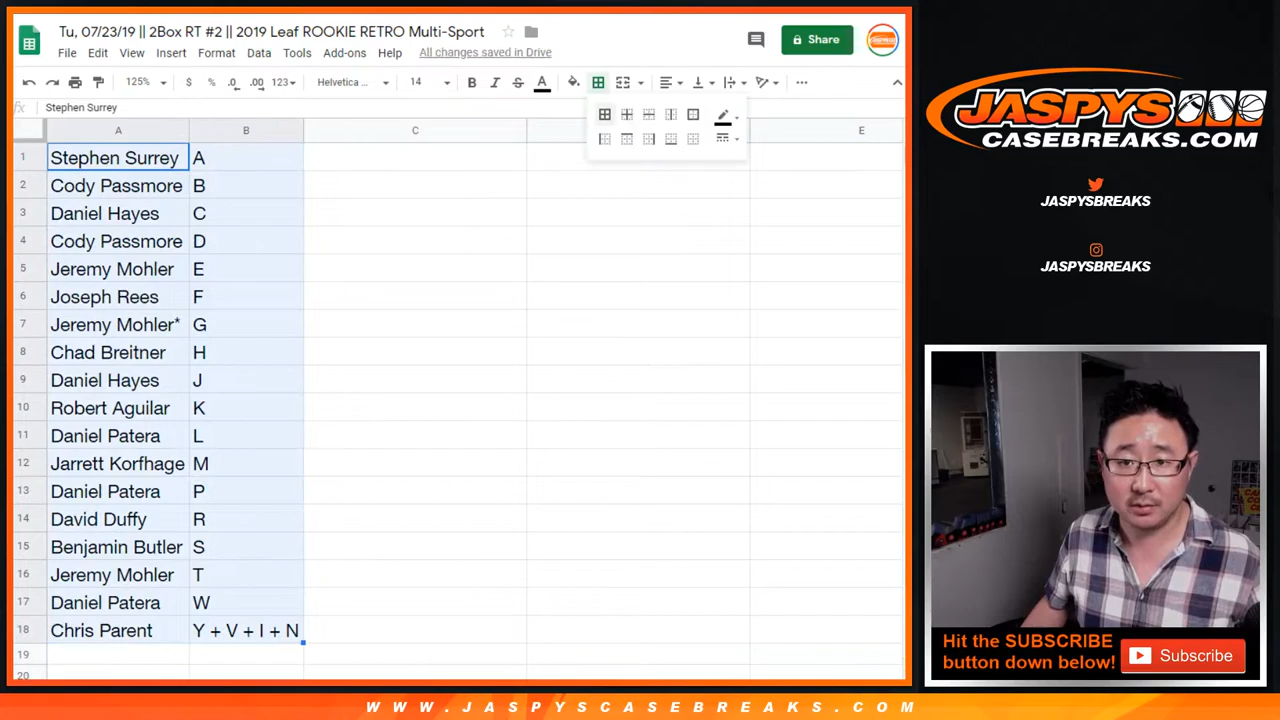 Tu, 07/23/19 || 2Box RT #2 || 2019 Leaf ROOKIE RETRO Multi-Sport
File Edit View Insert Format Data Tools Add-ons Help All changes saved in Drive
Share
125% $ % .0 .00 123 Helvetica ... 14 B I S A
fx Stephen Surrey
A B C E
1 Stephen Surrey A
2 Cody Passmore B
3 Daniel Hayes C
4 Cody Passmore D
5 Jeremy Mohler E
6 Joseph Rees F
7 Jeremy Mohler* G
8 Chad Breitner H
9 Daniel Hayes J
10 Robert Aguilar K
11 Daniel Patera L
12 Jarrett Korfhage M
13 Daniel Patera P
14 David Duffy R
15 Benjamin Butler S
16 Jeremy Mohler T
17 Daniel Patera W
18 Chris Parent Y + V + I + N
19
20
JASPYS
CASEBREAKS.COM
JASPYSBREAKS
JASPYSBREAKS
Hit the SUBSCRIBE
button down below!
Subscribe
WWW.JASPYSCASEBREAKS.COM